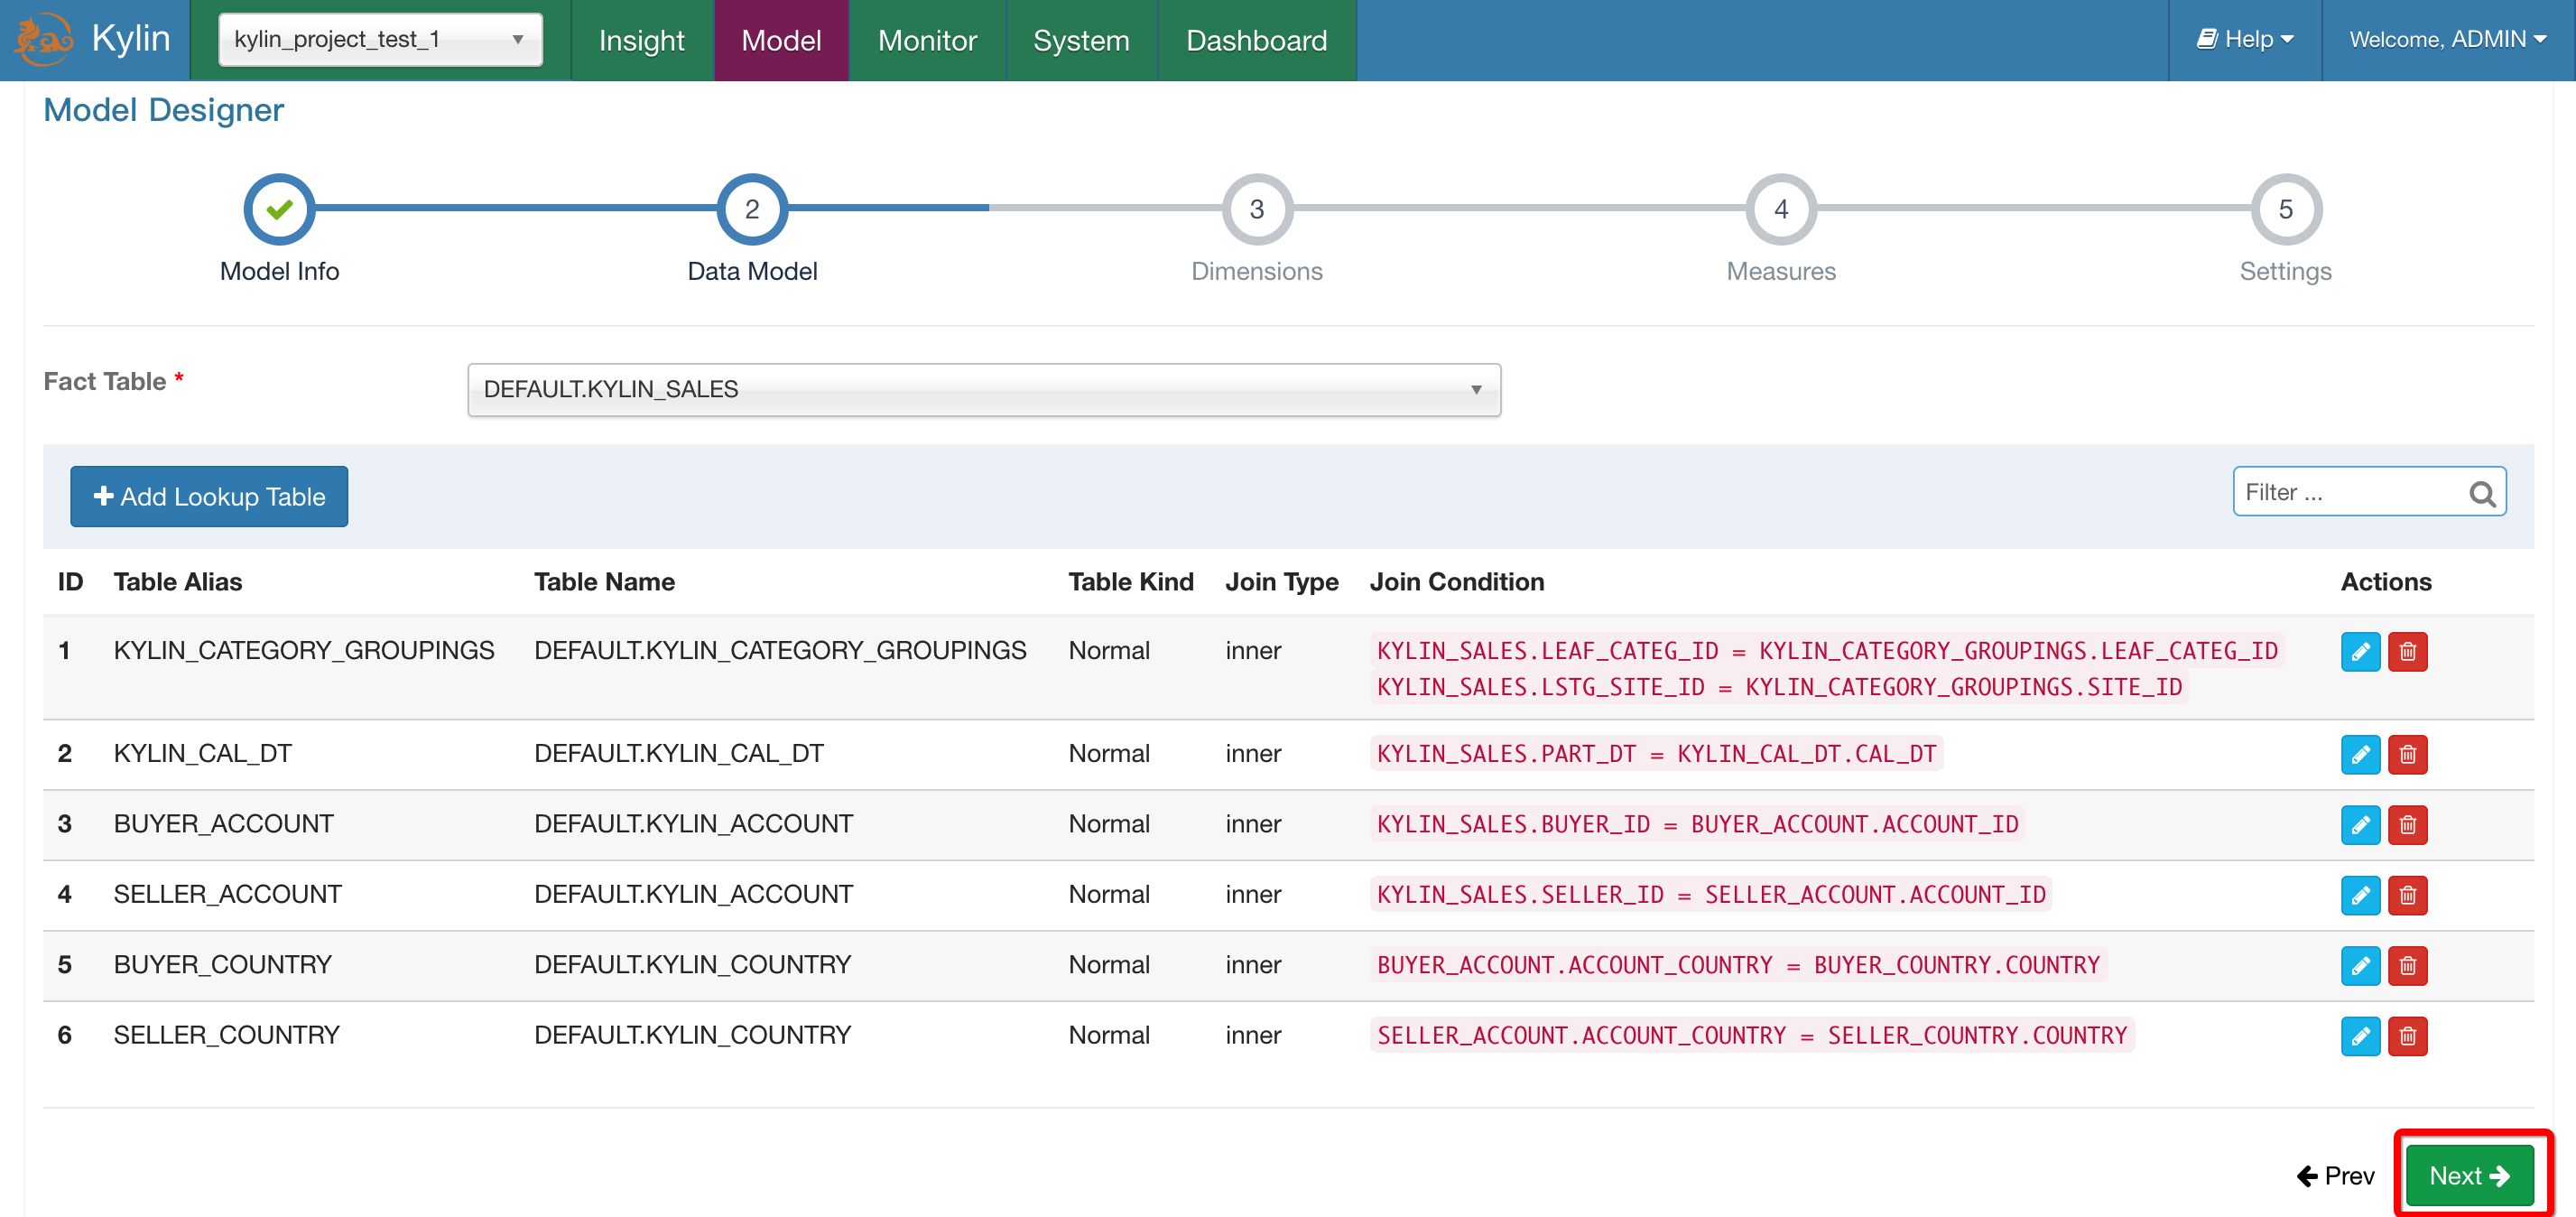 Kylin kylin_project_test_1 Insight Model Monitor System Dashboard Help Welcome, ADMIN
Model Designer
2 3 4 5
Model Info Data Model Dimensions Measures Settings
Fact Table * DEFAULT.KYLIN_SALES
Add Lookup Table Filter ...
ID Table Alias Table Name Table Kind Join Type Join Condition Actions
1 KYLIN_CATEGORY_GROUPINGS DEFAULT.KYLIN_CATEGORY_GROUPINGS Normal inner KYLIN_SALES.LEAF_CATEG_ID = KYLIN_CATEGORY_GROUPINGS.LEAF_CATEG_ID
KYLIN_SALES.LSTG_SITE_ID = KYLIN_CATEGORY_GROUPINGS.SITE_ID
2 KYLIN_CAL_DT DEFAULT.KYLIN_CAL_DT Normal inner KYLIN_SALES.PART_DT = KYLIN_CAL_DT.CAL_DT
3 BUYER_ACCOUNT DEFAULT.KYLIN_ACCOUNT Normal inner KYLIN_SALES.BUYER_ID = BUYER_ACCOUNT.ACCOUNT_ID
4 SELLER_ACCOUNT DEFAULT.KYLIN_ACCOUNT Normal inner KYLIN_SALES.SELLER_ID = SELLER_ACCOUNT.ACCOUNT_ID
5 BUYER_COUNTRY DEFAULT.KYLIN_COUNTRY Normal inner BUYER_ACCOUNT.ACCOUNT_COUNTRY = BUYER_COUNTRY.COUNTRY
6 SELLER_COUNTRY DEFAULT.KYLIN_COUNTRY Normal inner SELLER_ACCOUNT.ACCOUNT_COUNTRY = SELLER_COUNTRY.COUNTRY
Prev Next